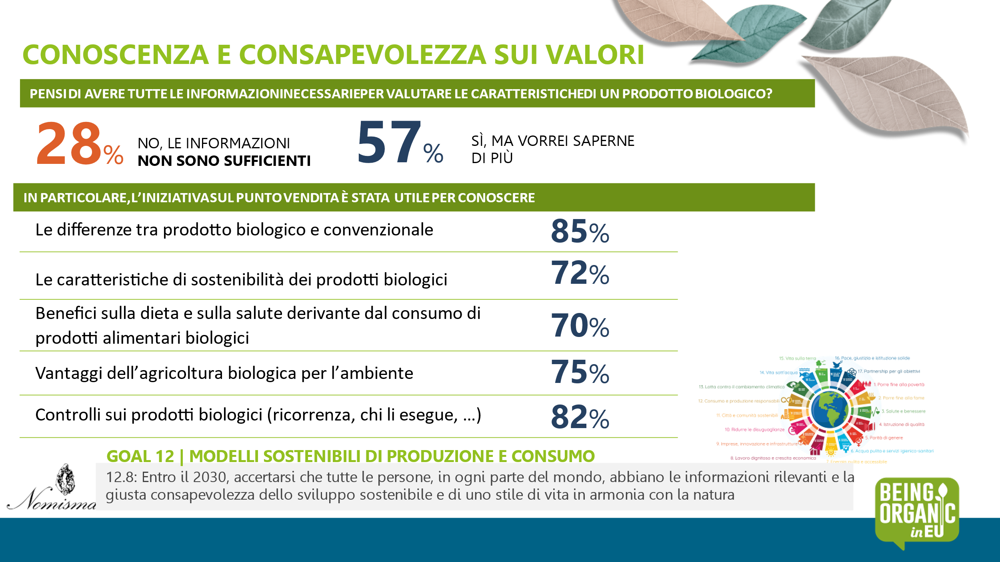 CONOSCENZA E CONSAPEVOLEZZA SUI VALORI
PENSI DI AVERE TUTTE LE INFORMAZIONINECESSARIEPER VALUTARE LE CARATTERISTICHEDI UN PRODOTTO BIOLOGICO?
28%
NO, LE INFORMAZIONI
NON SONO SUFFICIENTI
57%
SÌ, MA VORREI SAPERNE
DI PIÙ
IN PARTICOLARE, L’INIZIATIVA SUL PUNTO VENDITA È STATA UTILE PER CONOSCERE
Le differenze tra prodotto biologico e convenzionale
85%
Le caratteristiche di sostenibilità dei prodotti biologici
72%
Benefici sulla dieta e sulla salute derivante dal consumo di
prodotti alimentari biologici
70%
Vantaggi dell’agricoltura biologica per l’ambiente
75%
Controlli sui prodotti biologici (ricorrenza, chi li esegue, …)
82%
15. Vita sulla terra
16. Pace, giustizia e istituzione solide
14. Vita sott'acqua
17. Partnership per gli obiettivi
13. Lotta contro il cambiamento climatico
1. Porre fine alla povertà
12. Consumo e produzione responsabili
2. Porre fine alla fame
11. Città e comunità sostenibili
3. Salute e benessere
10. Ridurre le disuguaglianze
4. Istruzione di qualità
9. Imprese, innovazione e infrastrutture
5. Parità di genere
8. Lavoro dignitoso e crescita economica
6. Acqua pulita e servizi igienico-sanitari
7. Energia pulita e accessibile
GOAL 12 | MODELLI SOSTENIBILI DI PRODUZIONE E CONSUMO
12.8: Entro il 2030, accertarsi che tutte le persone, in ogni parte del mondo, abbiano le informazioni rilevanti e la
giusta consapevolezza dello sviluppo sostenibile e di uno stile di vita in armonia con la natura
Nomisma
BEING
ORGANIC
in EU